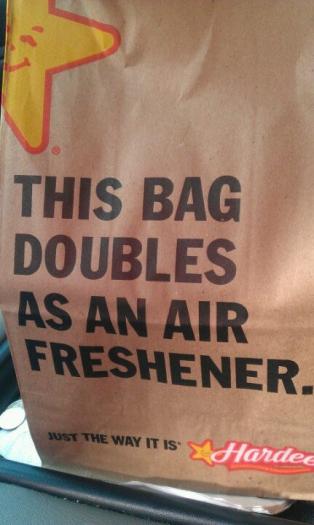 THIS BAG
DOUBLES
AS AN AIR
FRESHENER.
JUST THE WAY IT IS
Hardee